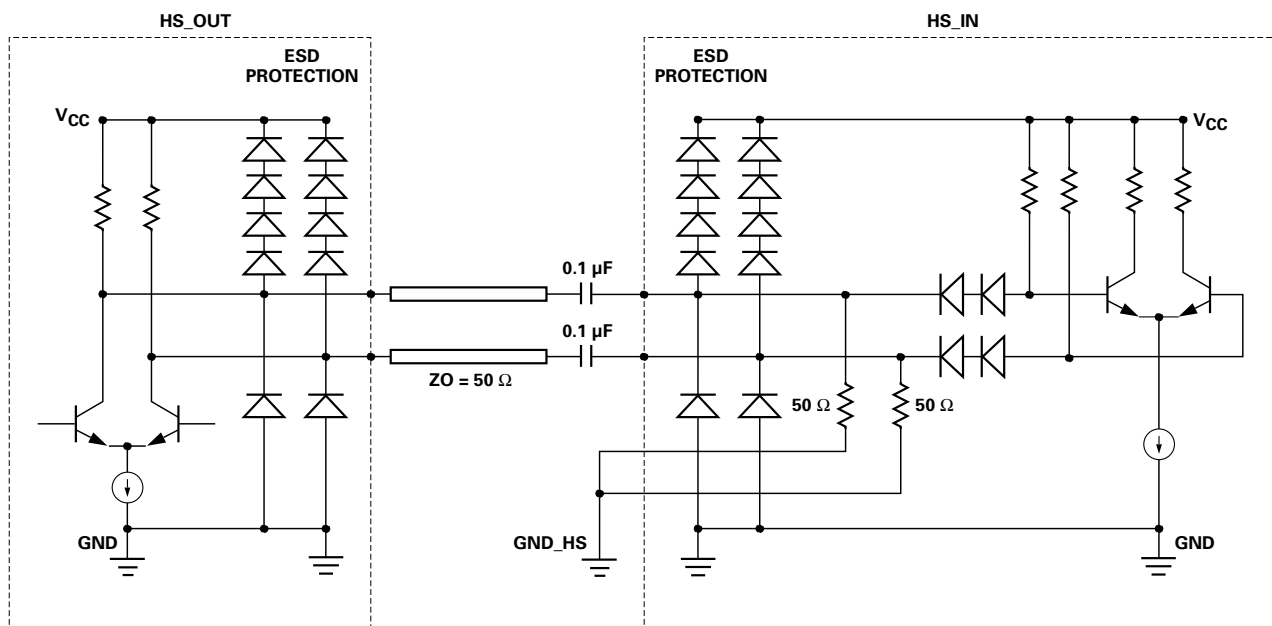 HS_OUT
HS_IN
ESD
PROTECTION
ESD
PROTECTION
VCC
VCC
0.1 µF
0.1 µF
ZO = 50 Ω
50 Ω
50 Ω
GND
GND_HS
GND